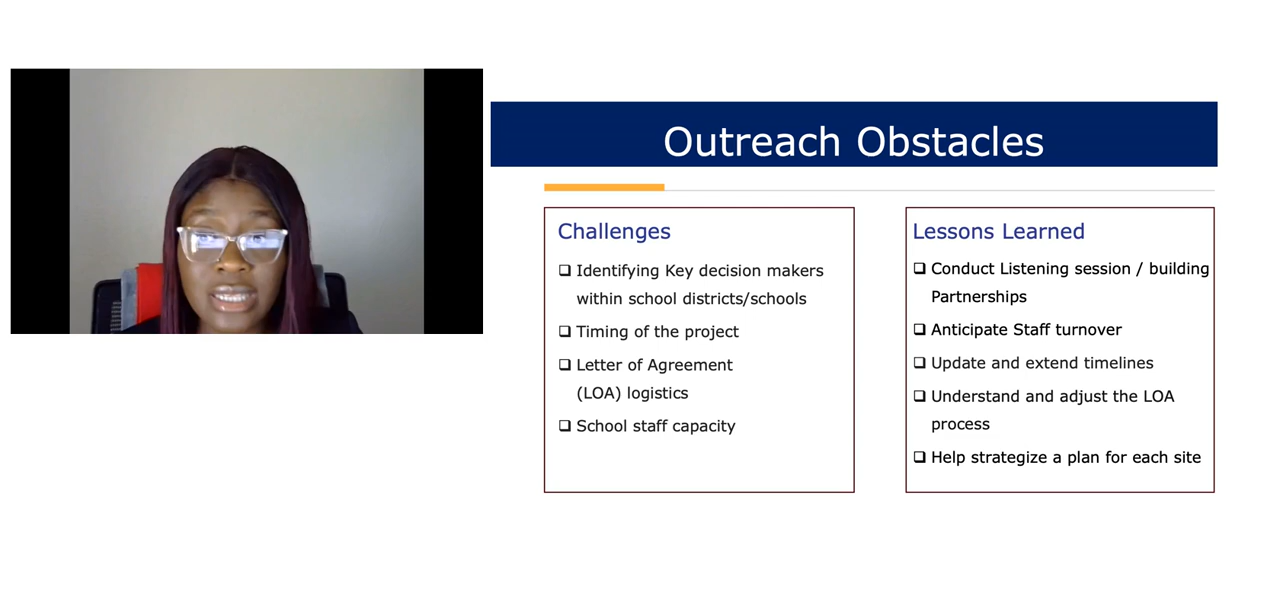 Outreach Obstacles
Challenges
❑ Identifying Key decision makers
within school districts/schools
❑ Timing of the project
❑ Letter of Agreement
(LOA) logistics
❑ School staff capacity
Lessons Learned
❑ Conduct Listening session / building
Partnerships
❑ Anticipate Staff turnover
❑ Update and extend timelines
❑ Understand and adjust the LOA
process
❑ Help strategize a plan for each site